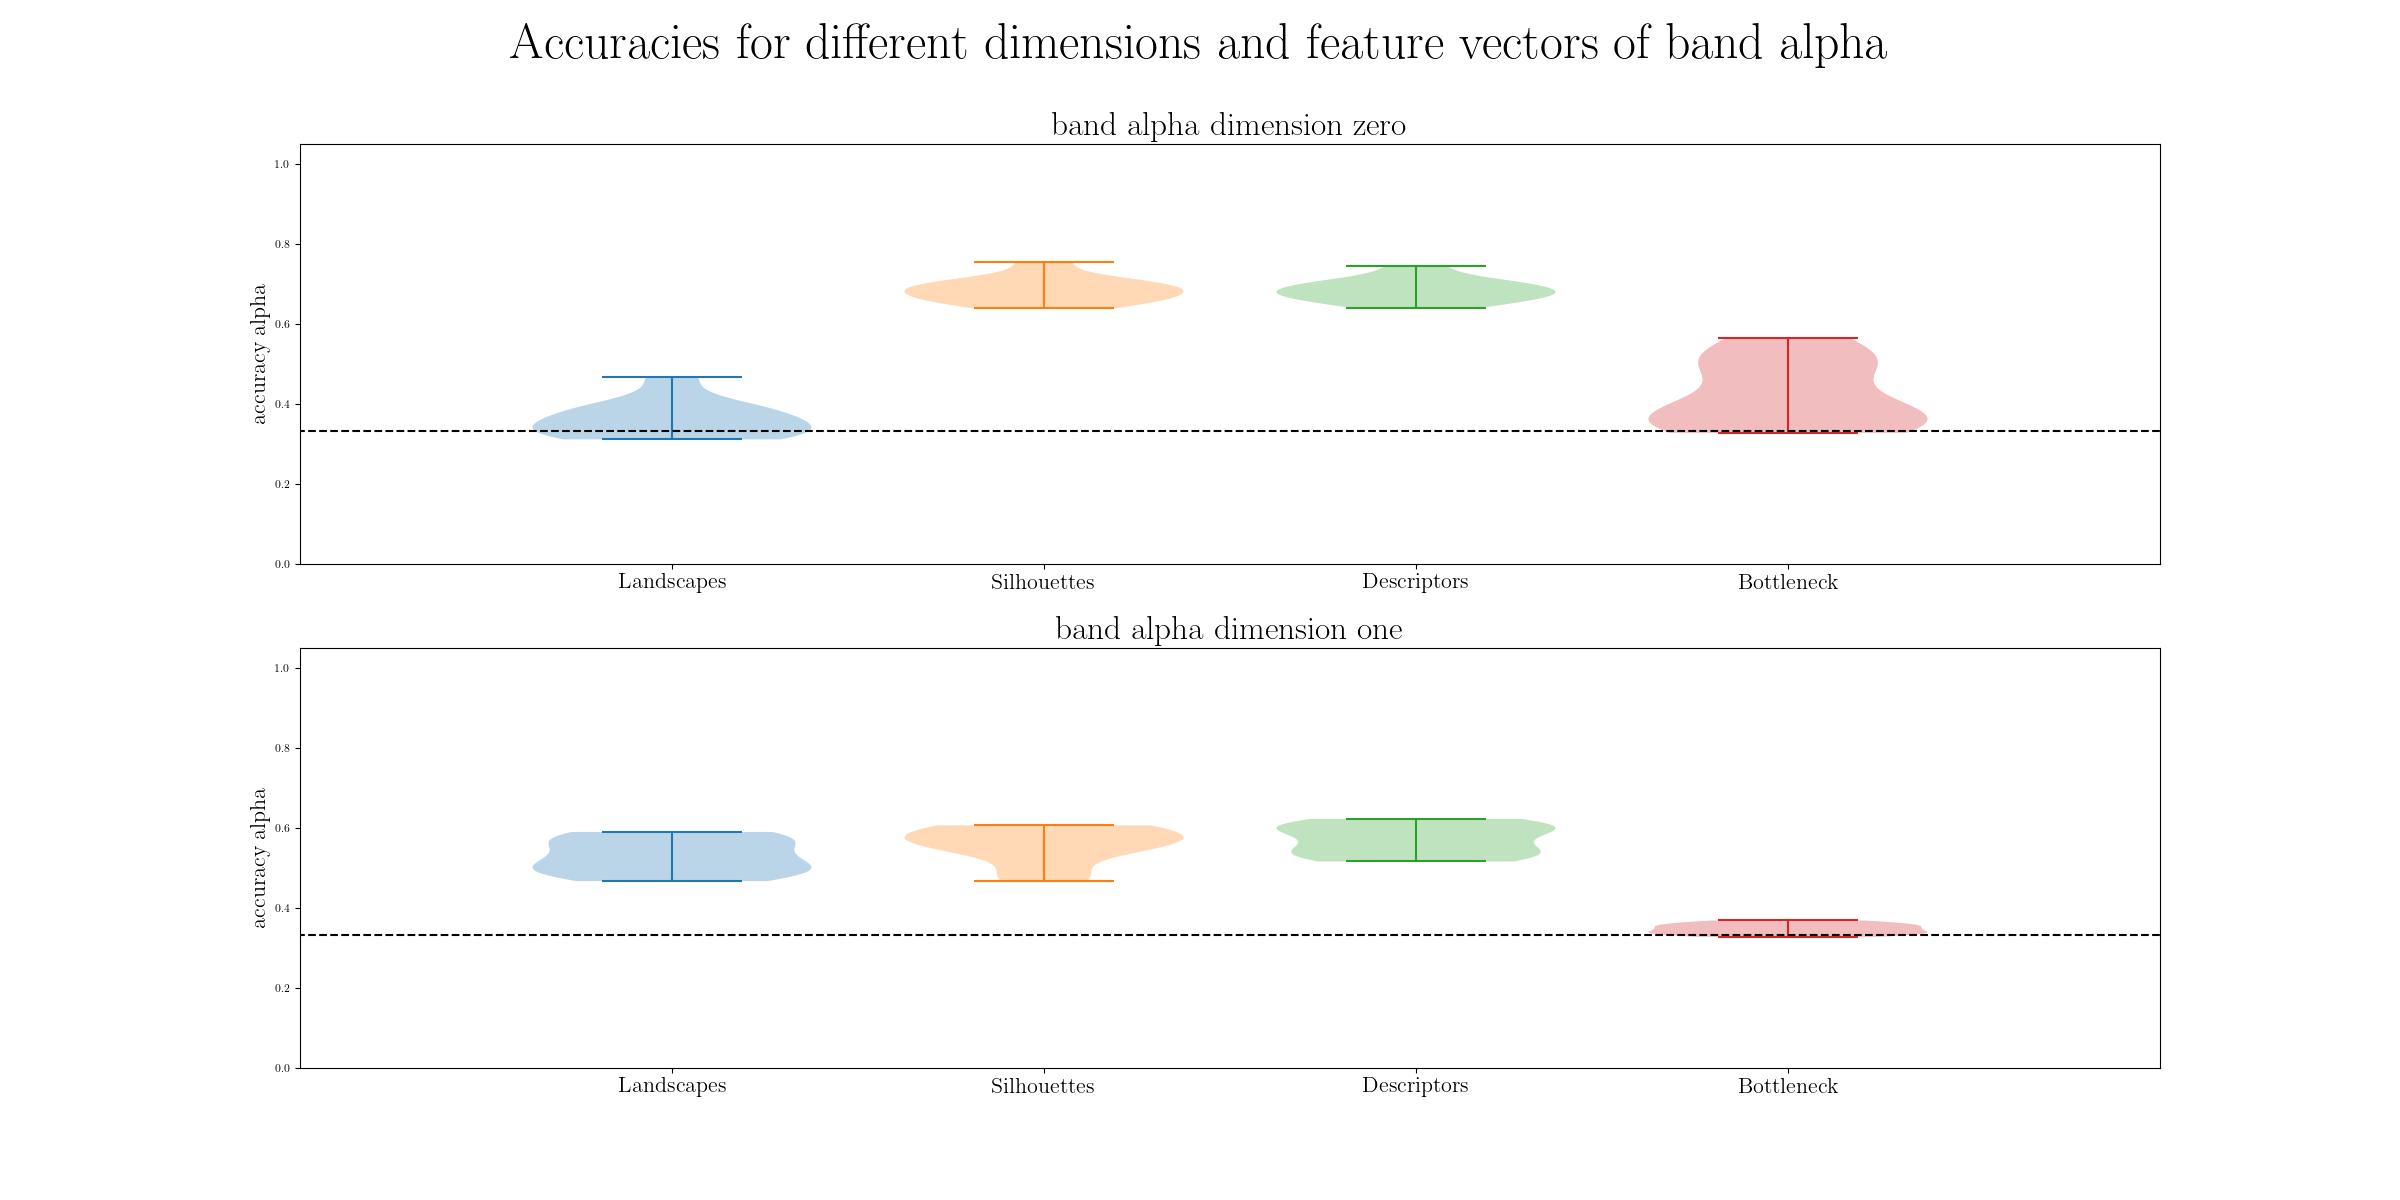 Accuracies for different dimensions and feature vectors of band alpha
band alpha dimension zero
1.0
0.8
0.6
0.4
0.2
0.0
accuracy alpha
Landscapes Silhouettes Descriptors Bottleneck
band alpha dimension one
1.0
0.8
0.6
0.4
0.2
0.0
accuracy alpha
Landscapes Silhouettes Descriptors Bottleneck